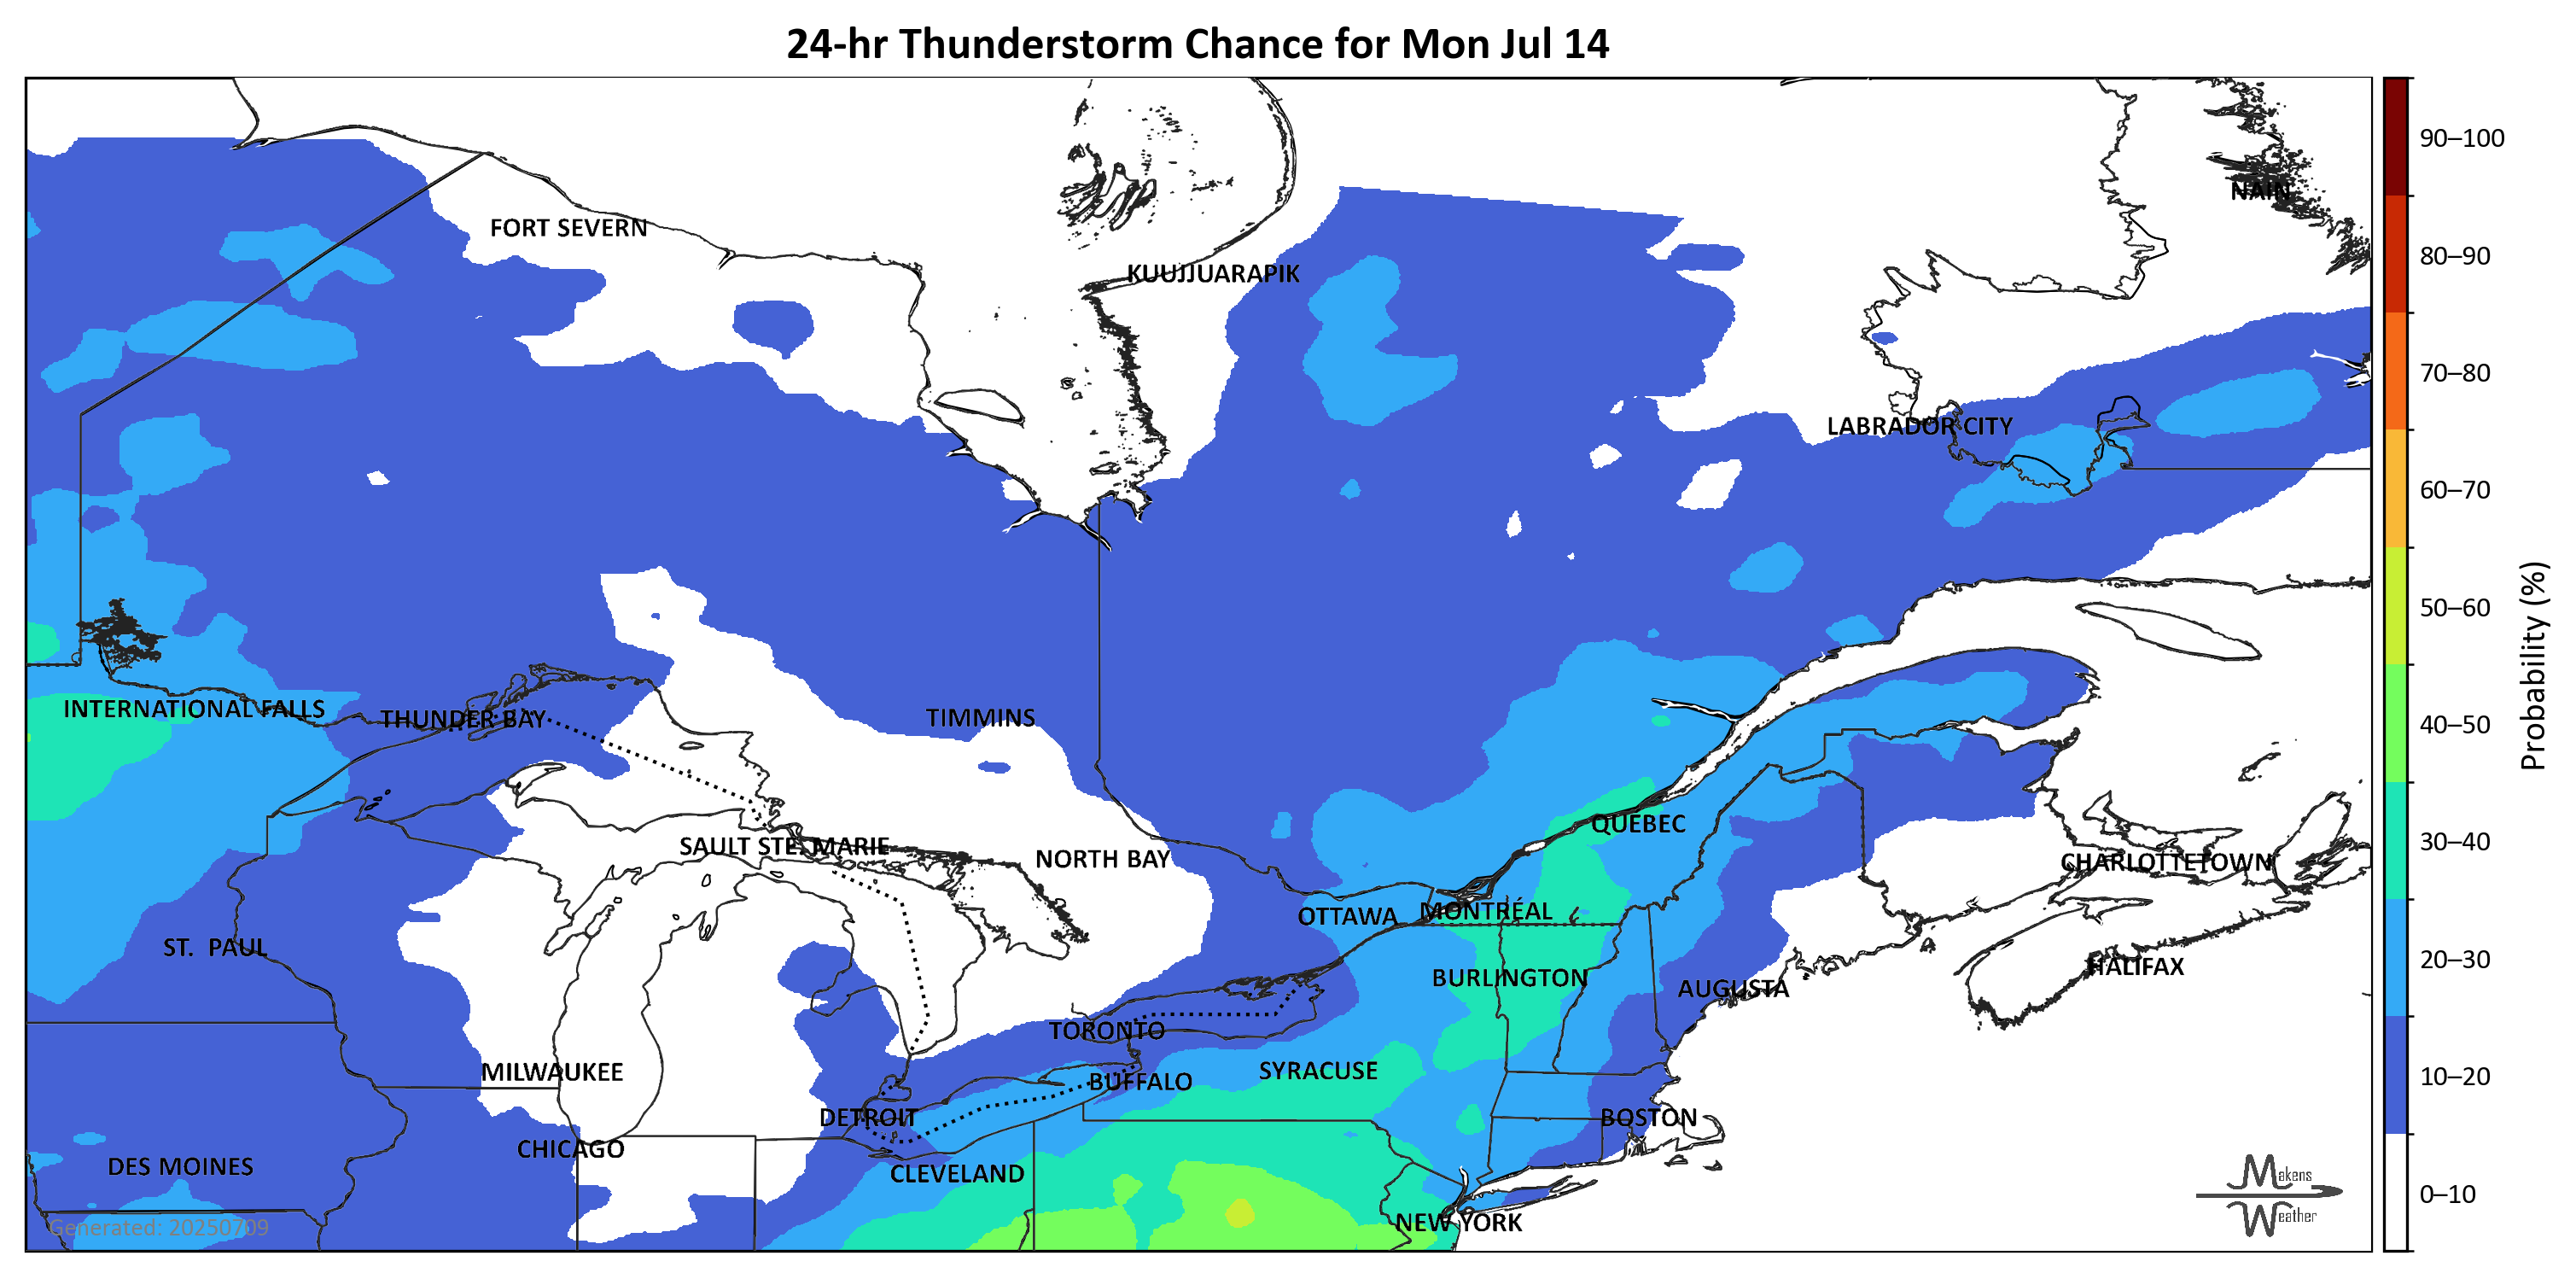 24-hr Thunderstorm Chance for Mon Jul 14
90–100
NAIN
FORT SEVERN
80–90
KUUJJUARAPIK
70–80
LABRADOR CITY
60–70
50–60
Probability (%)
INTERNATIONAL FALLS
THUNDER BAY
TIMMINS
40–50
QUEBEC
30–40
SAULT STE. MARIE
NORTH BAY
CHARLOTTETOWN
OTTAWA
MONTRÉAL
ST. PAUL
20–30
HALIFAX
BURLINGTON
AUGUSTA
TORONTO
MILWAUKEE
SYRACUSE
BUFFALO
10–20
DETROIT
BOSTON
CHICAGO
DES MOINES
CLEVELAND
Makens
Weather
0–10
NEW YORK
Generated: 20250709